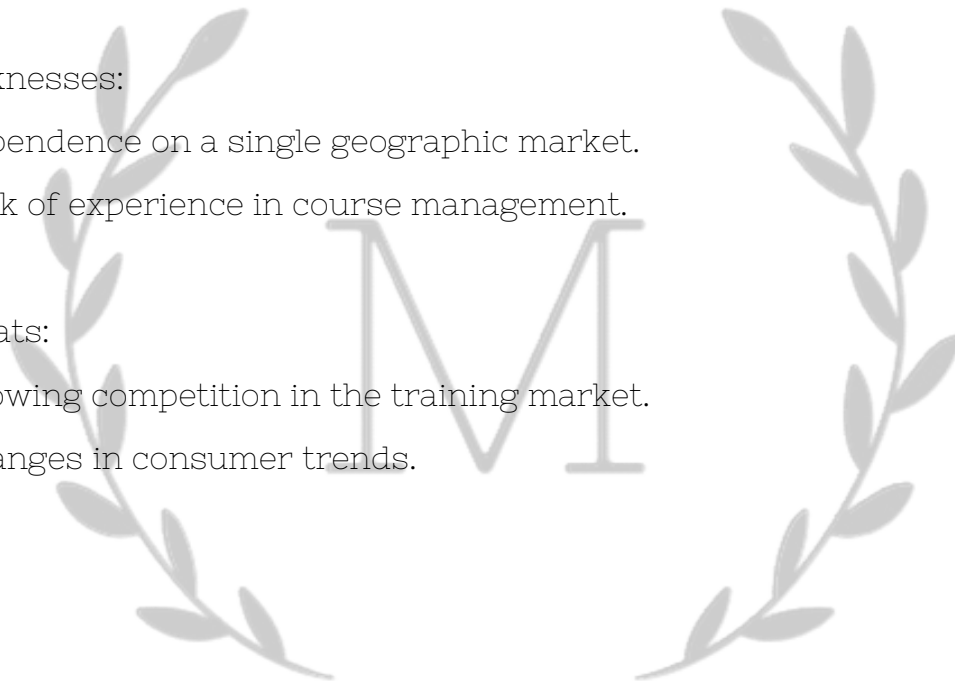 knesses:
pendence on a single geographic market.
k of experience in course management.
ats:
owing competition in the training market.
anges in consumer trends.
M